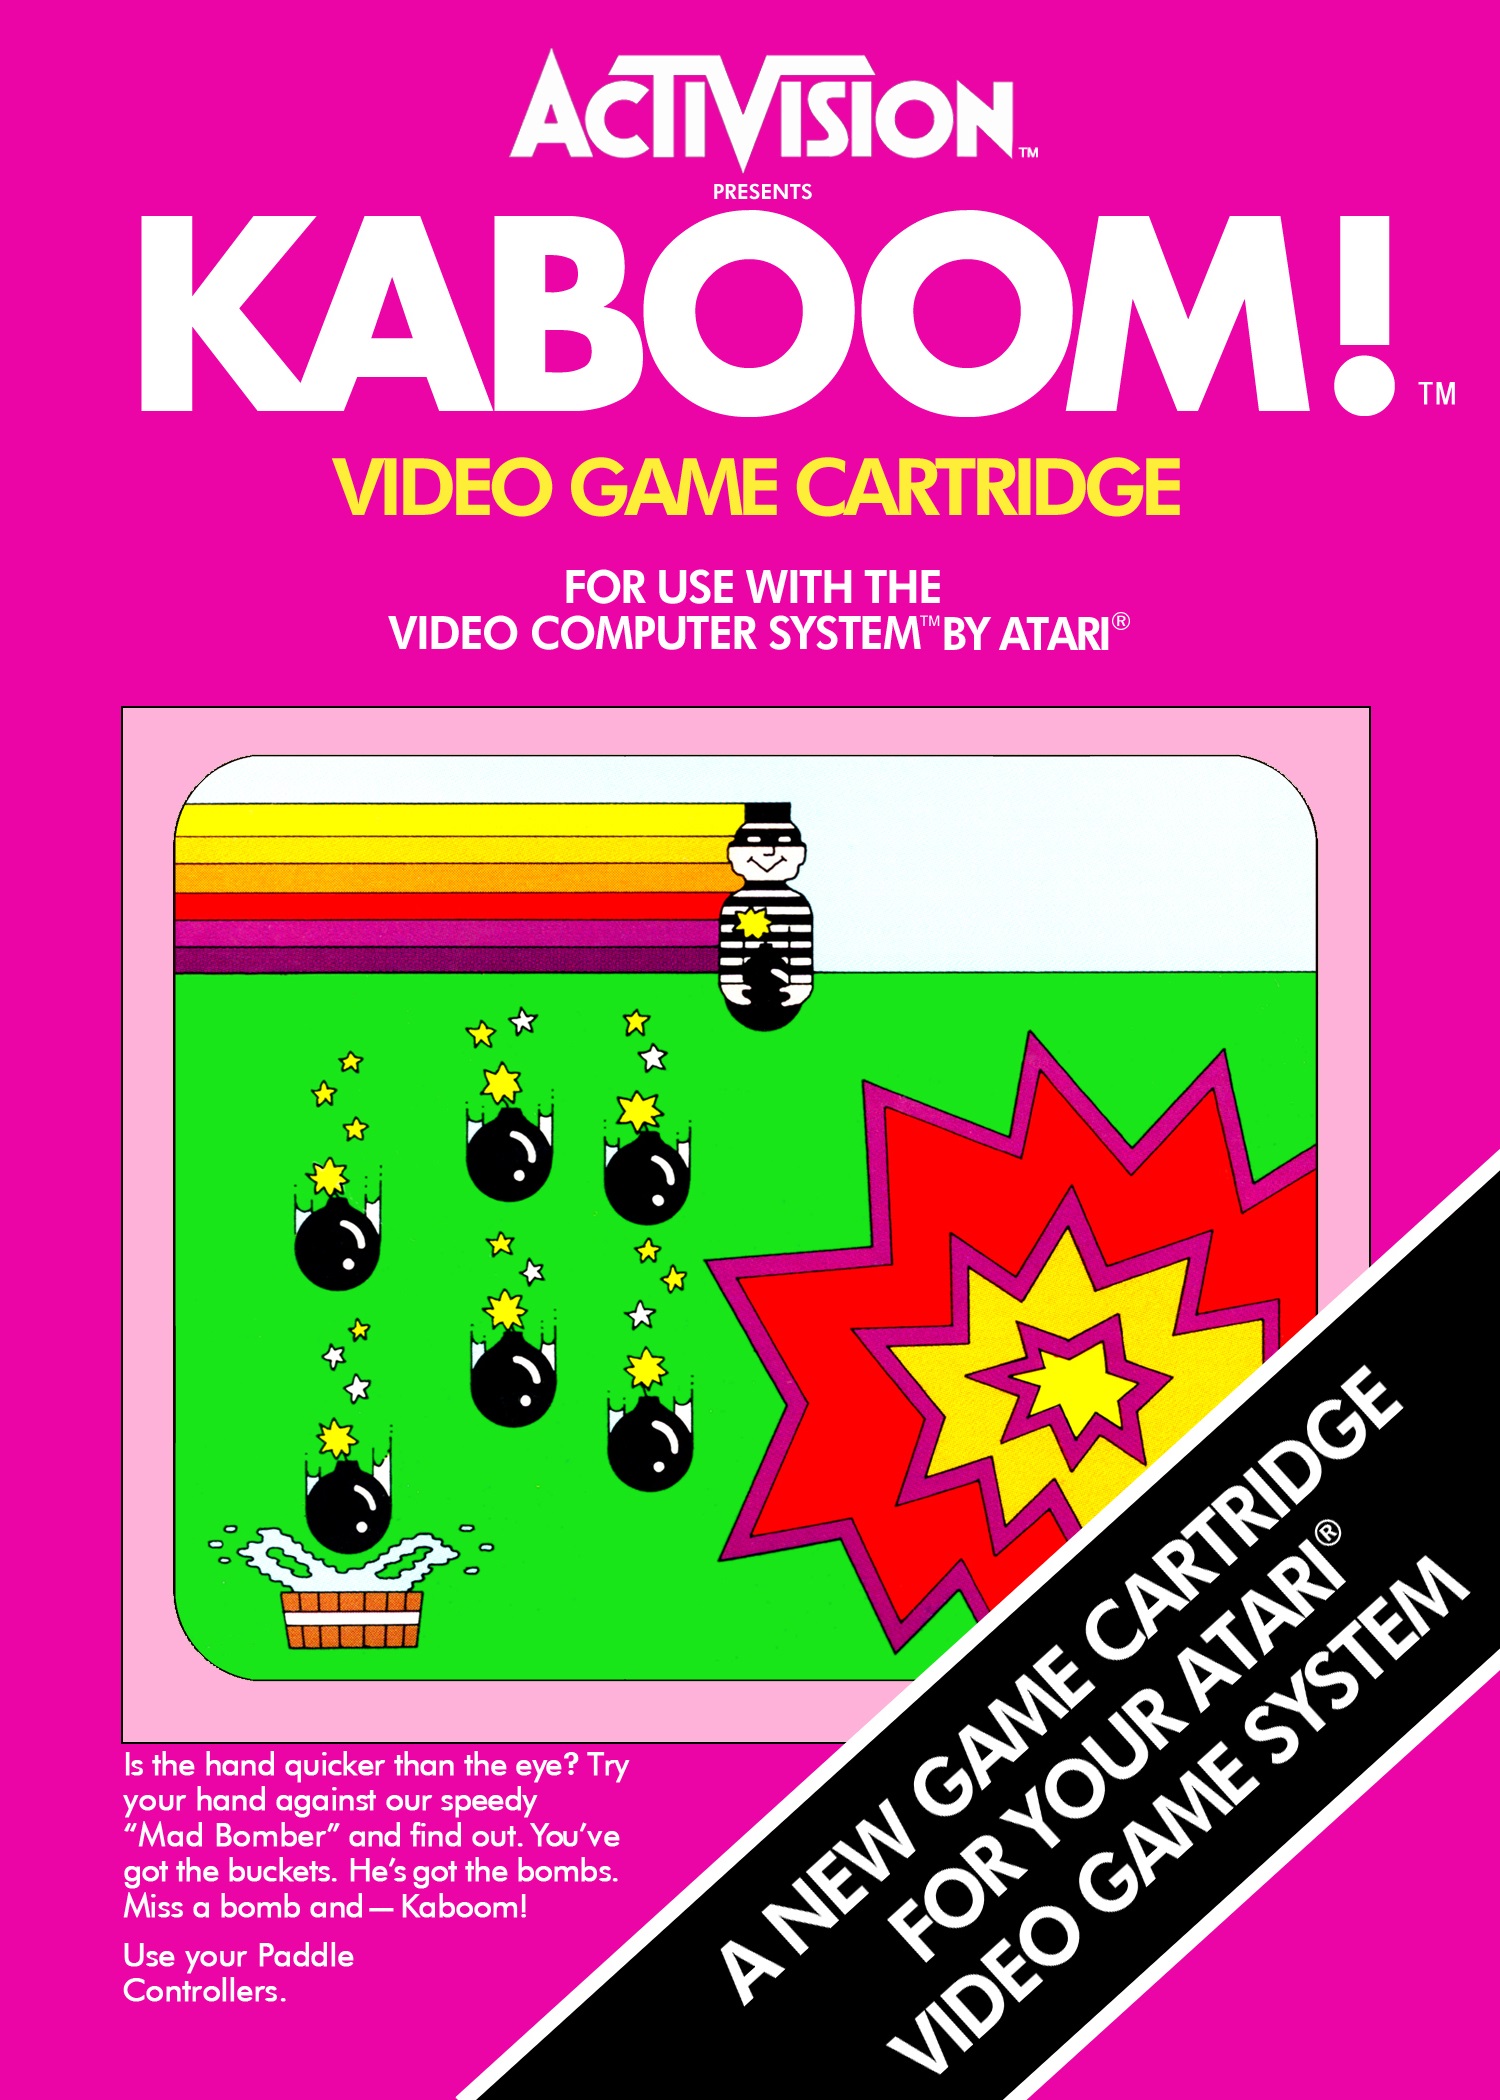 ACTIVISION™
PRESENTS
KABOOM!™
VIDEO GAME CARTRIDGE
FOR USE WITH THE
VIDEO COMPUTER SYSTEM™ BY ATARI®
Is the hand quicker than the eye? Try
your hand against our speedy
“Mad Bomber” and find out. You’ve
got the buckets. He’s got the bombs.
Miss a bomb and—Kaboom!
Use your Paddle
Controllers.
A NEW GAME CARTRIDGE
FOR YOUR ATARI®
VIDEO GAME SYSTEM